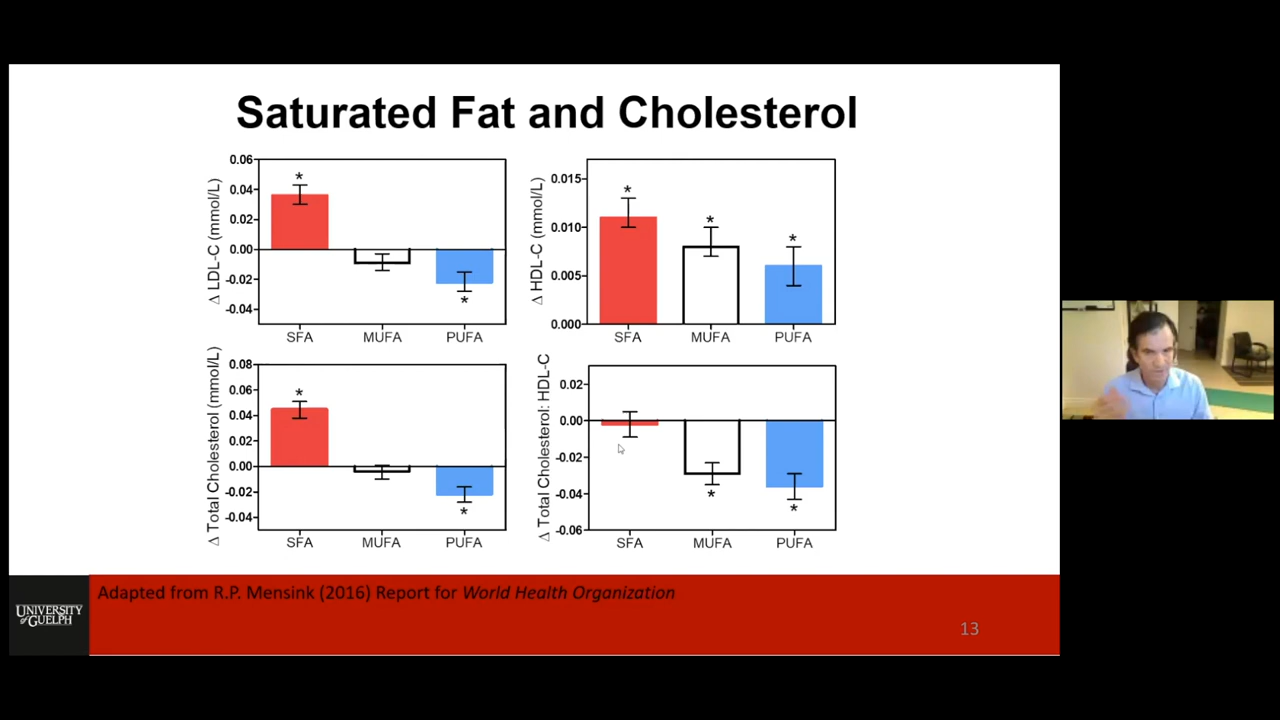 Saturated Fat and Cholesterol
Δ LDL-C (mmol/L)
0.06
0.04
0.02
0.00
-0.02
-0.04
*
*
SFA MUFA PUFA
Δ HDL-C (mmol/L)
0.015
0.010
0.005
0.000
*
*
*
SFA MUFA PUFA
Δ Total Cholesterol (mmol/L)
0.08
0.06
0.04
0.02
0.00
-0.02
-0.04
*
*
SFA MUFA PUFA
Δ Total Cholesterol: HDL-C
0.02
0.00
-0.02
-0.04
-0.06
*
*
SFA MUFA PUFA
Adapted from R.P. Mensink (2016) Report for World Health Organization
UNIVERSITY
of GUELPH
13